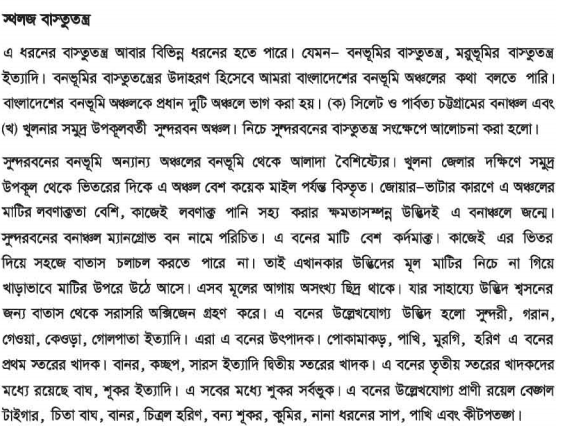 স্থলজ বাস্তুতন্ত্র
এ ধরনের বাস্তুতন্ত্র আবার বিভিন্ন ধরনের হতে পারে। যেমন– বনভূমির বাস্তুতন্ত্র, মরুভূমির বাস্তুতন্ত্র
ইত্যাদি। বনভূমির বাস্তুতন্ত্রের উদাহরণ হিসেবে আমরা বাংলাদেশের বনভূমি অঞ্চলের কথা বলতে পারি।
বাংলাদেশের বনভূমি অঞ্চলকে প্রধান দুটি অঞ্চলে ভাগ করা হয়। (ক) সিলেট ও পার্বত্য চট্টগ্রামের বনাঞ্চল এবং
(খ) খুলনার সমুদ্র উপকূলবর্তী সুন্দরবন অঞ্চল। নিচে সুন্দরবনের বাস্তুতন্ত্র সংক্ষেপে আলোচনা করা হলো।
সুন্দরবনের বনভূমি অন্যান্য অঞ্চলের বনভূমি থেকে আলাদা বৈশিষ্ট্যের। খুলনা জেলার দক্ষিণে সমুদ্র
উপকূল থেকে ভিতরের দিকে এ অঞ্চল বেশ কয়েক মাইল পর্যন্ত বিস্তৃত। জোয়ার–ভাটার কারণে এ অঞ্চলের
মাটির লবণাক্ততা বেশি, কাজেই লবণাক্ত পানি সহ্য করার ক্ষমতাসম্পন্ন উদ্ভিদই এ বনাঞ্চলে জন্মে।
সুন্দরবনের বনাঞ্চল ম্যানগ্রোভ বন নামে পরিচিত। এ বনের মাটি বেশ কর্দমাক্ত। কাজেই এর ভিতর
দিয়ে সহজে বাতাস চলাচল করতে পারে না। তাই এখানকার উদ্ভিদের মূল মাটির নিচে না গিয়ে
খাড়াভাবে মাটির উপরে উঠে আসে। এসব মূলের আগায় অসংখ্য ছিদ্র থাকে। যার সাহায্যে উদ্ভিদ শ্বসনের
জন্য বাতাস থেকে সরাসরি অক্সিজেন গ্রহণ করে। এ বনের উল্লেখযোগ্য উদ্ভিদ হলো সুন্দরী, গরান,
গেওয়া, কেওড়া, গোলপাতা ইত্যাদি। এরা এ বনের উৎপাদক। পোকামাকড়, পাখি, মুরগি, হরিণ এ বনের
প্রথম স্তরের খাদক। বানর, কচ্ছপ, সারস ইত্যাদি দ্বিতীয় স্তরের খাদক। এ বনের তৃতীয় স্তরের খাদকদের
মধ্যে রয়েছে বাঘ, শূকর ইত্যাদি। এ সবের মধ্যে শুকর সর্বভুক। এ বনের উল্লেখযোগ্য প্রাণী রয়েল বেঙ্গল
টাইগার, চিতা বাঘ, বানর, চিত্রল হরিণ, বন্য শূকর, কুমির, নানা ধরনের সাপ, পাখি এবং কীটপতঙ্গ।